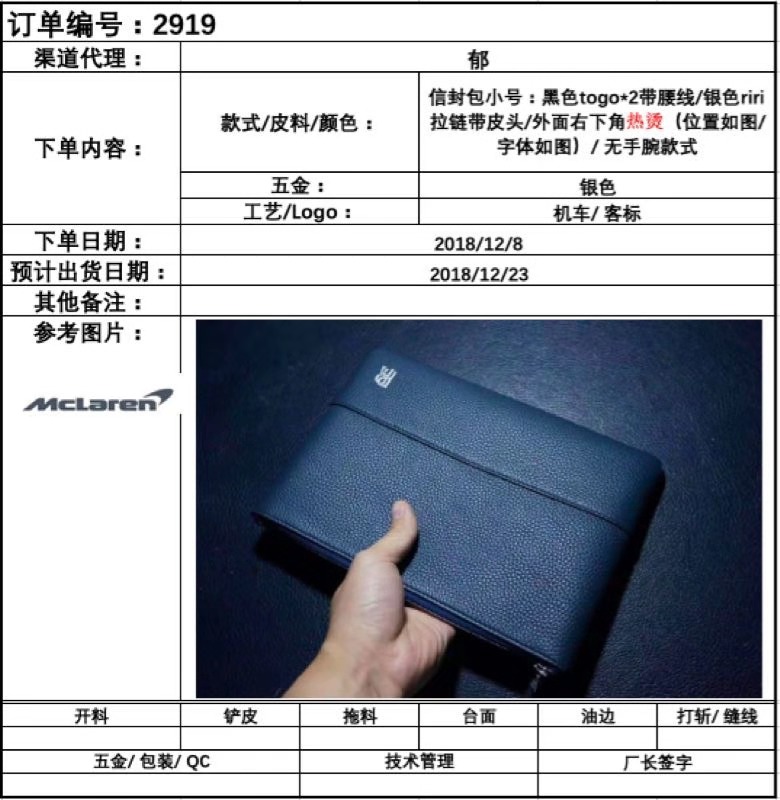 订单编号：2919
渠道代理：
郁
下单内容：
款式/皮料/颜色：
信封包小号：黑色togo*2带腰线/银色riri
拉链带皮头/外面右下角热烫（位置如图/
字体如图）/ 无手腕款式
五金：
银色
工艺/Logo：
机车/ 客标
下单日期：
2018/12/8
预计出货日期：
2018/12/23
其他备注：
参考图片：
McLaren
开料
铲皮
拖料
台面
油边
打斩/ 缝线
五金/ 包装/ QC
技术管理
厂长签字